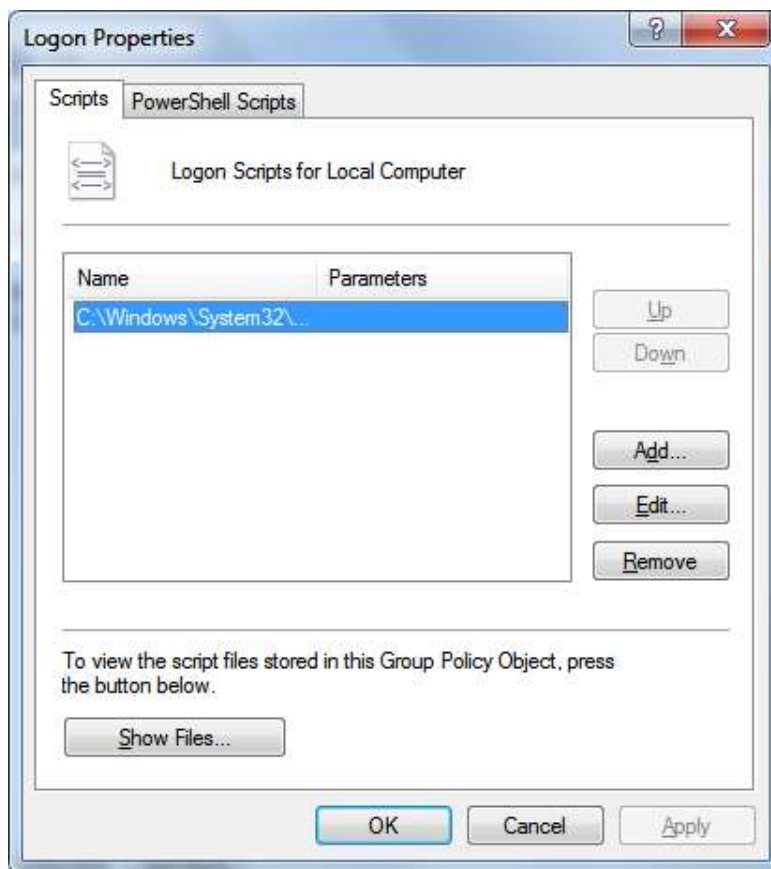 Logon Properties
Scripts
PowerShell Scripts
Logon Scripts for Local Computer
Name Parameters
C:\Windows\System32\...
Up
Down
Add...
Edit...
Remove
To view the script files stored in this Group Policy Object, press
the button below.
Show Files...
OK Cancel Apply